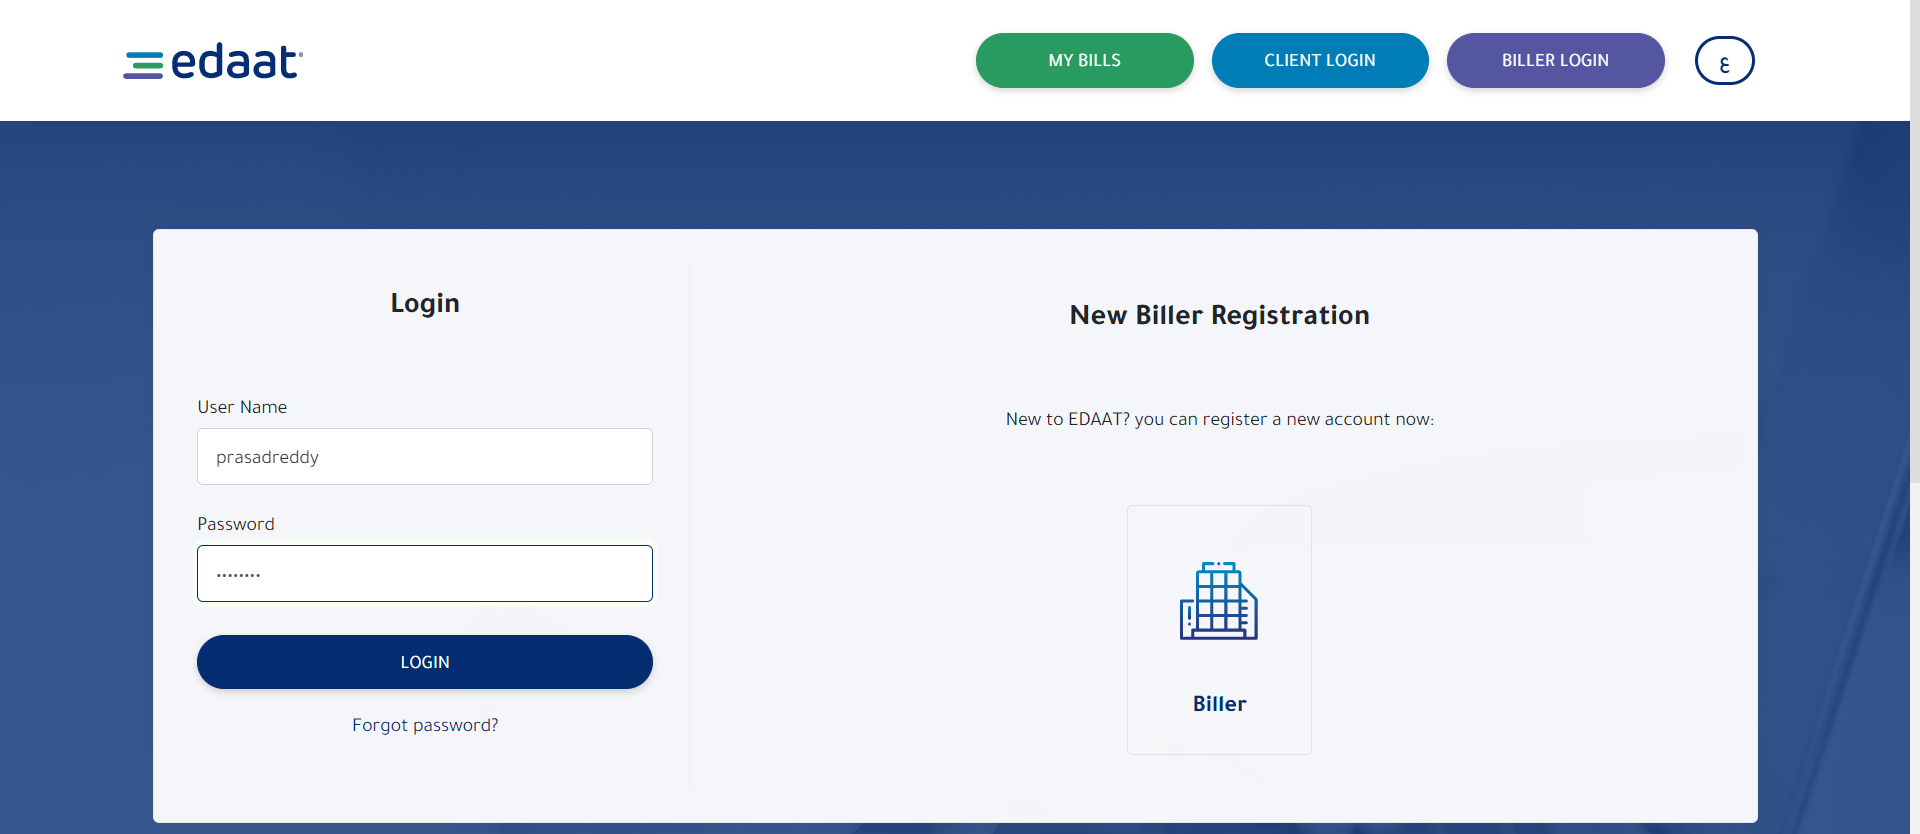 edaat
MY BILLS
CLIENT LOGIN
BILLER LOGIN
ع
Login
User Name
prasadreddy
Password
........
LOGIN
Forgot password?
New Biller Registration
New to EDAAT? you can register a new account now:
Biller